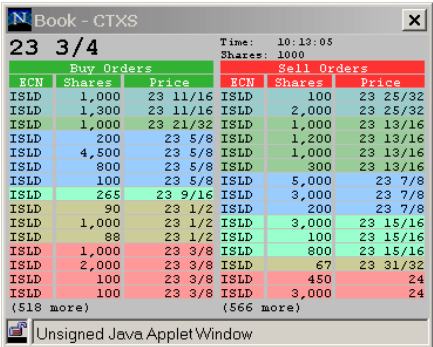 N Book - CTXS
23 3/4
Time: 10:13:05
Shares: 1000
Buy Orders Sell Orders
ECN Shares Price ECN Shares Price
ISLD 1,000 23 11/16 ISLD 100 23 25/32
ISLD 1,300 23 11/16 ISLD 2,000 23 25/32
ISLD 1,000 23 21/32 ISLD 1,000 23 13/16
ISLD 200 23 5/8 ISLD 1,200 23 13/16
ISLD 4,500 23 5/8 ISLD 1,000 23 13/16
ISLD 800 23 5/8 ISLD 300 23 13/16
ISLD 100 23 5/8 ISLD 5,000 23 7/8
ISLD 265 23 9/16 ISLD 3,000 23 7/8
ISLD 90 23 1/2 ISLD 200 23 7/8
ISLD 1,000 23 1/2 ISLD 3,000 23 15/16
ISLD 88 23 1/2 ISLD 100 23 15/16
ISLD 1,000 23 3/8 ISLD 800 23 15/16
ISLD 2,000 23 3/8 ISLD 67 23 31/32
ISLD 100 23 3/8 ISLD 450 24
ISLD 100 23 3/8 ISLD 3,000 24
(518 more) (566 more)
Unsigned Java Applet Window